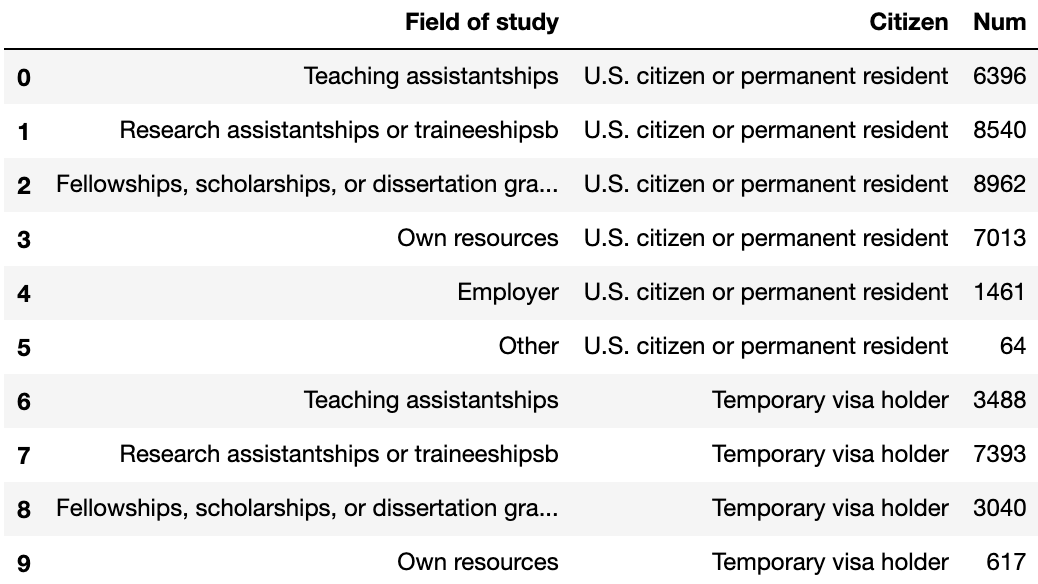 Field of study Citizen Num
0 Teaching assistantships U.S. citizen or permanent resident 6396
1 Research assistantships or traineeshipsb U.S. citizen or permanent resident 8540
2 Fellowships, scholarships, or dissertation gra... U.S. citizen or permanent resident 8962
3 Own resources U.S. citizen or permanent resident 7013
4 Employer U.S. citizen or permanent resident 1461
5 Other U.S. citizen or permanent resident 64
6 Teaching assistantships Temporary visa holder 3488
7 Research assistantships or traineeshipsb Temporary visa holder 7393
8 Fellowships, scholarships, or dissertation gra... Temporary visa holder 3040
9 Own resources Temporary visa holder 617